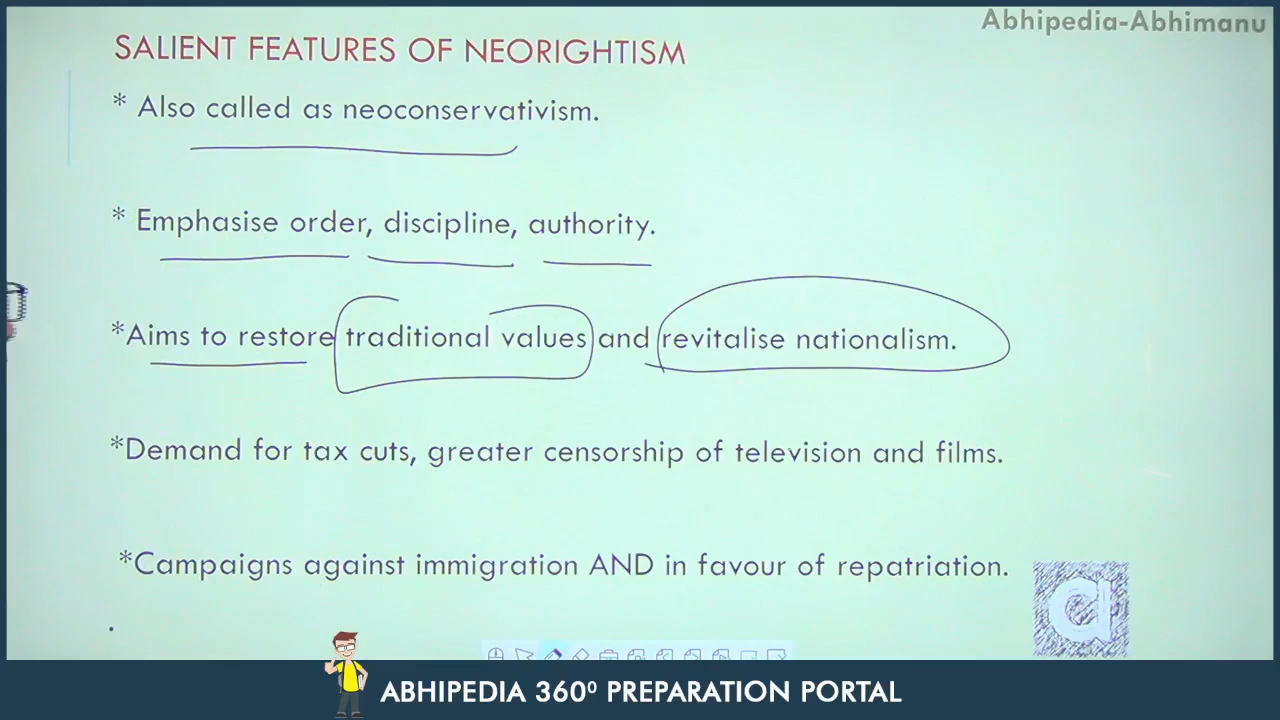 Abhipedia-Abhimanu
SALIENT FEATURES OF NEORIGHTISM
* Also called as neoconservativism.
* Emphasise order, discipline, authority.
*Aims to restore traditional values and revitalise nationalism.
*Demand for tax cuts, greater censorship of television and films.
*Campaigns against immigration AND in favour of repatriation.
.
a
ABHIPEDIA 360⁰ PREPARATION PORTAL